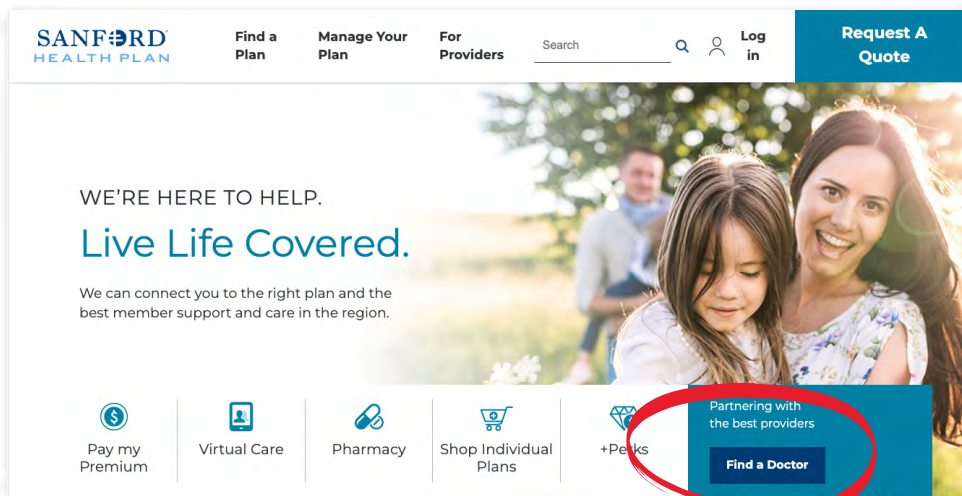 SANFORD
HEALTH PLAN
Find a
Plan
Manage Your
Plan
For
Providers
Search
Log
in
Request A
Quote
WE’RE HERE TO HELP.
Live Life Covered.
We can connect you to the right plan and the
best member support and care in the region.
Pay my
Premium
Virtual Care
Pharmacy
Shop Individual
Plans
+Perks
Partnering with
the best providers
Find a Doctor